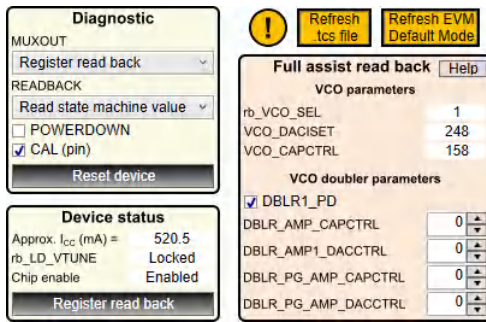 Diagnostic
MUXOUT
Register read back
READBACK
Read state machine value
POWERDOWN
CAL (pin)
Reset device
Device status
Approx. ICC (mA) = 520.5
rb_LD_VTUNE Locked
Chip enable Enabled
Register read back
!
Refresh
.tcs file
Refresh EVM
Default Mode
Full assist read back Help
VCO parameters
rb_VCO_SEL 1
VCO_DACISET 248
VCO_CAPCTRL 158
VCO doubler parameters
DBLR1_PD
DBLR_AMP_CAPCTRL 0
DBLR_AMP1_DACCTRL 0
DBLR_PG_AMP_CAPCTRL 0
DBLR_PG_AMP_DACCTRL 0